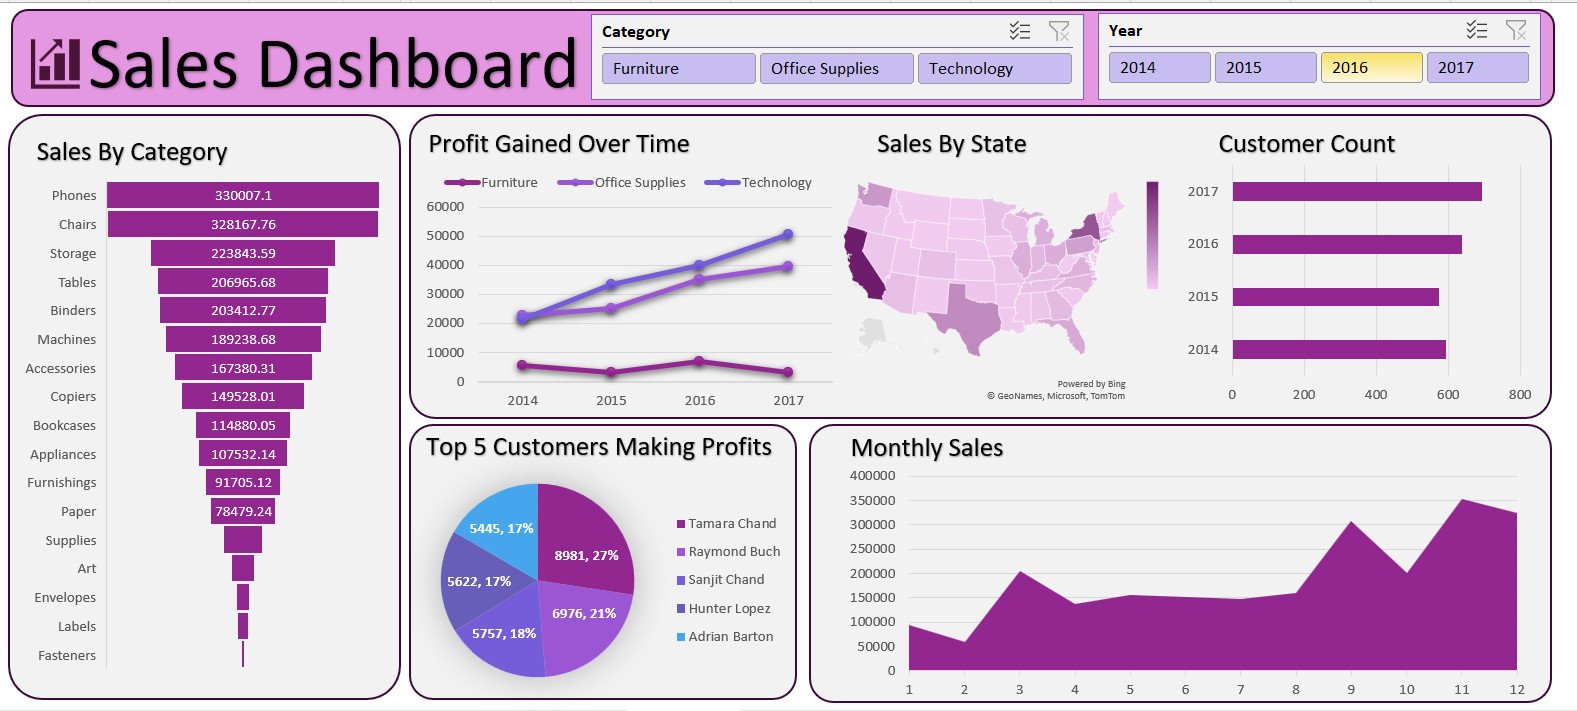 Sales Dashboard
Category
Furniture
Office Supplies
Technology
Year
2014
2015
2016
2017
Sales By Category
Phones 330007.1
Chairs 328167.76
Storage 223843.59
Tables 206965.68
Binders 203412.77
Machines 189238.68
Accessories 167380.31
Copiers 149528.01
Bookcases 114880.05
Appliances 107532.14
Furnishings 91705.12
Paper 78479.24
Supplies
Art
Envelopes
Labels
Fasteners
Profit Gained Over Time
Furniture Office Supplies Technology
60000
50000
40000
30000
20000
10000
0
2014 2015 2016 2017
Sales By State
Powered by Bing
© GeoNames, Microsoft, TomTom
Customer Count
2017
2016
2015
2014
0 200 400 600 800
Top 5 Customers Making Profits
5445, 17%
8981, 27%
5622, 17%
6976, 21%
5757, 18%
Tamara Chand
Raymond Buch
Sanjit Chand
Hunter Lopez
Adrian Barton
Monthly Sales
400000
350000
300000
250000
200000
150000
100000
50000
0
1 2 3 4 5 6 7 8 9 10 11 12